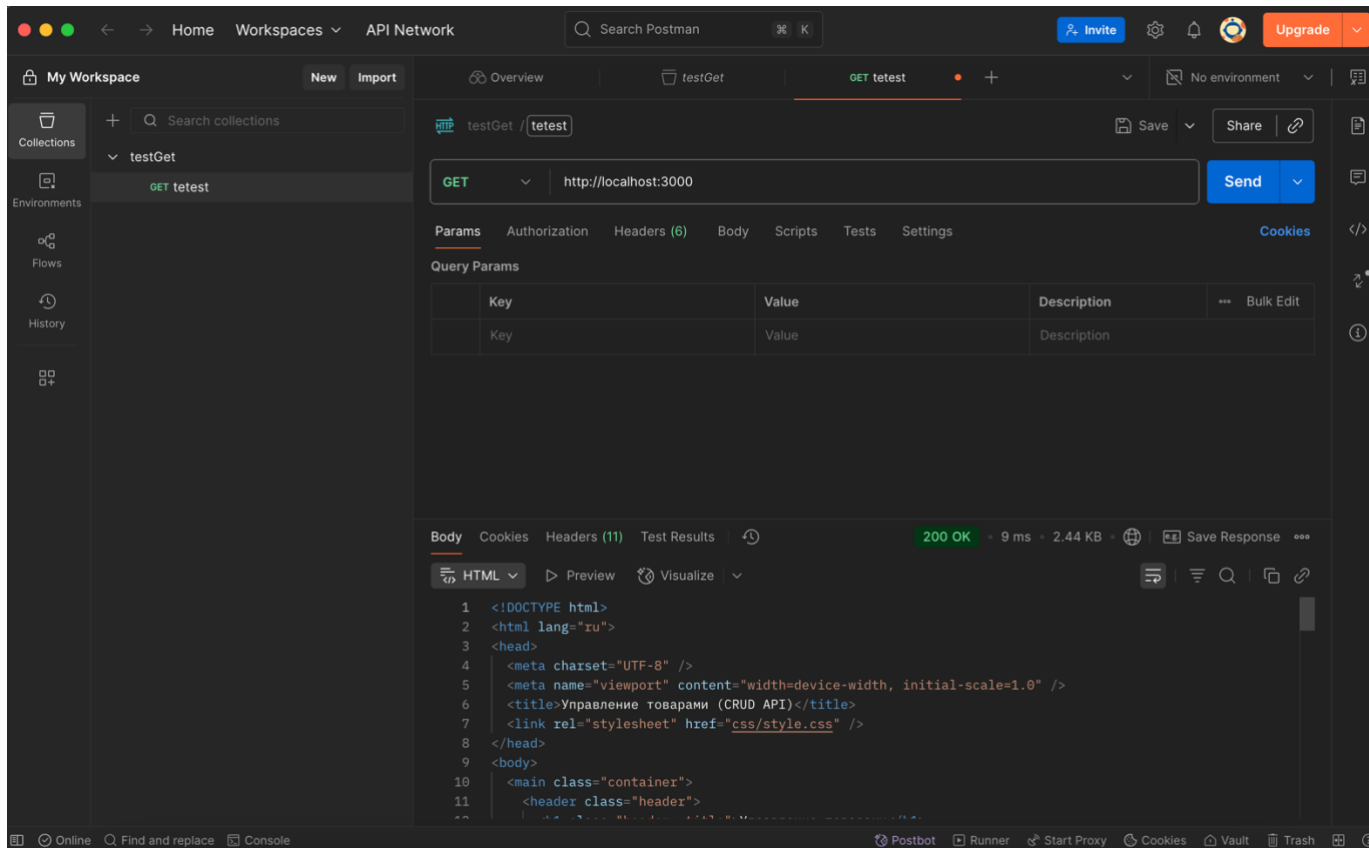 Home Workspaces API Network Search Postman ⌘ K Invite Upgrade
My Workspace New Import Overview testGet GET tetest No environment
Collections
Environments
Flows
History
Search collections
testGet
GET tetest
HTTP testGet / tetest Save Share
GET http://localhost:3000 Send
Params Authorization Headers (6) Body Scripts Tests Settings Cookies
Query Params
Key Value Description Bulk Edit
Key Value Description
Body Cookies Headers (11) Test Results 200 OK 9 ms 2.44 KB e.g. Save Response
HTML Preview Visualize
1 <!DOCTYPE html>
2 <html lang="ru">
3 <head>
4 <meta charset="UTF-8" />
5 <meta name="viewport" content="width=device-width, initial-scale=1.0" />
6 <title>Управление товарами (CRUD API)</title>
7 <link rel="stylesheet" href="css/style.css" />
8 </head>
9 <body>
10 <main class="container">
11 <header class="header">
Online Find and replace Console Postbot Runner Start Proxy Cookies Vault Trash